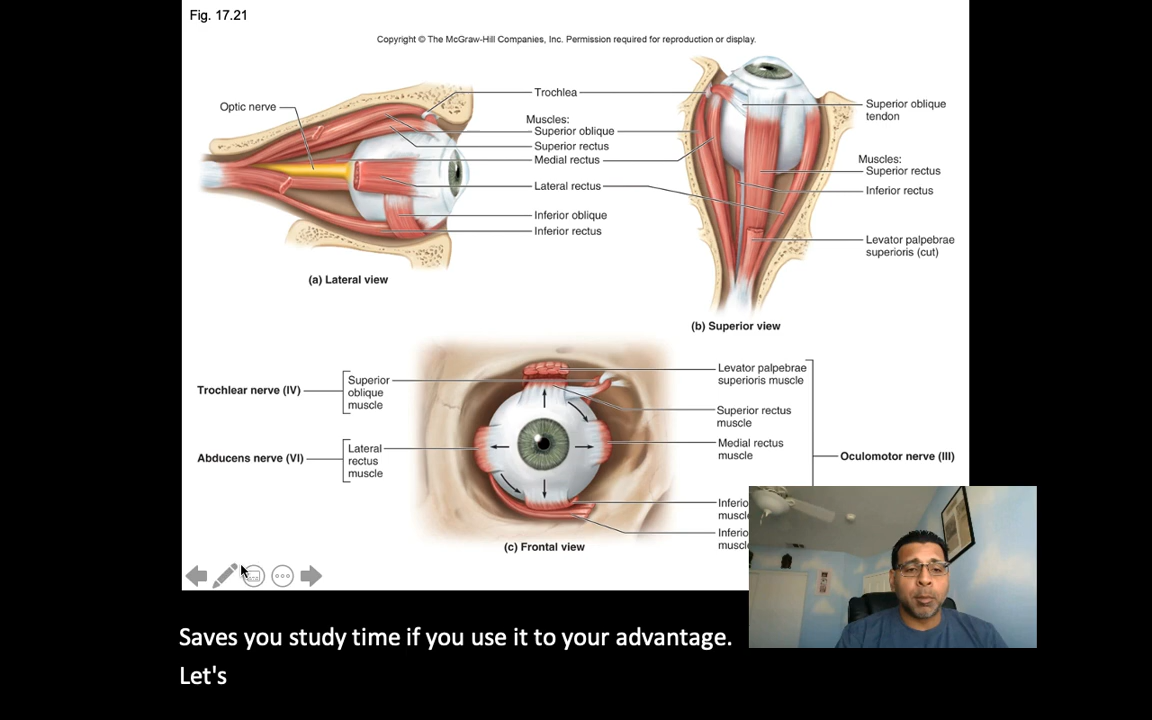 Fig. 17.21
Copyright © The McGraw-Hill Companies, Inc. Permission required for reproduction or display.
Optic nerve
Trochlea
Muscles:
Superior oblique
Superior rectus
Medial rectus
Lateral rectus
Inferior oblique
Inferior rectus
(a) Lateral view
Superior oblique
tendon
Muscles:
Superior rectus
Inferior rectus
Levator palpebrae
superioris (cut)
(b) Superior view
Trochlear nerve (IV)
Superior
oblique
muscle
Abducens nerve (VI)
Lateral
rectus
muscle
Levator palpebrae
superioris muscle
Superior rectus
muscle
Medial rectus
muscle
Oculomotor nerve (III)
(c) Frontal view
Saves you study time if you use it to your advantage.
Let's